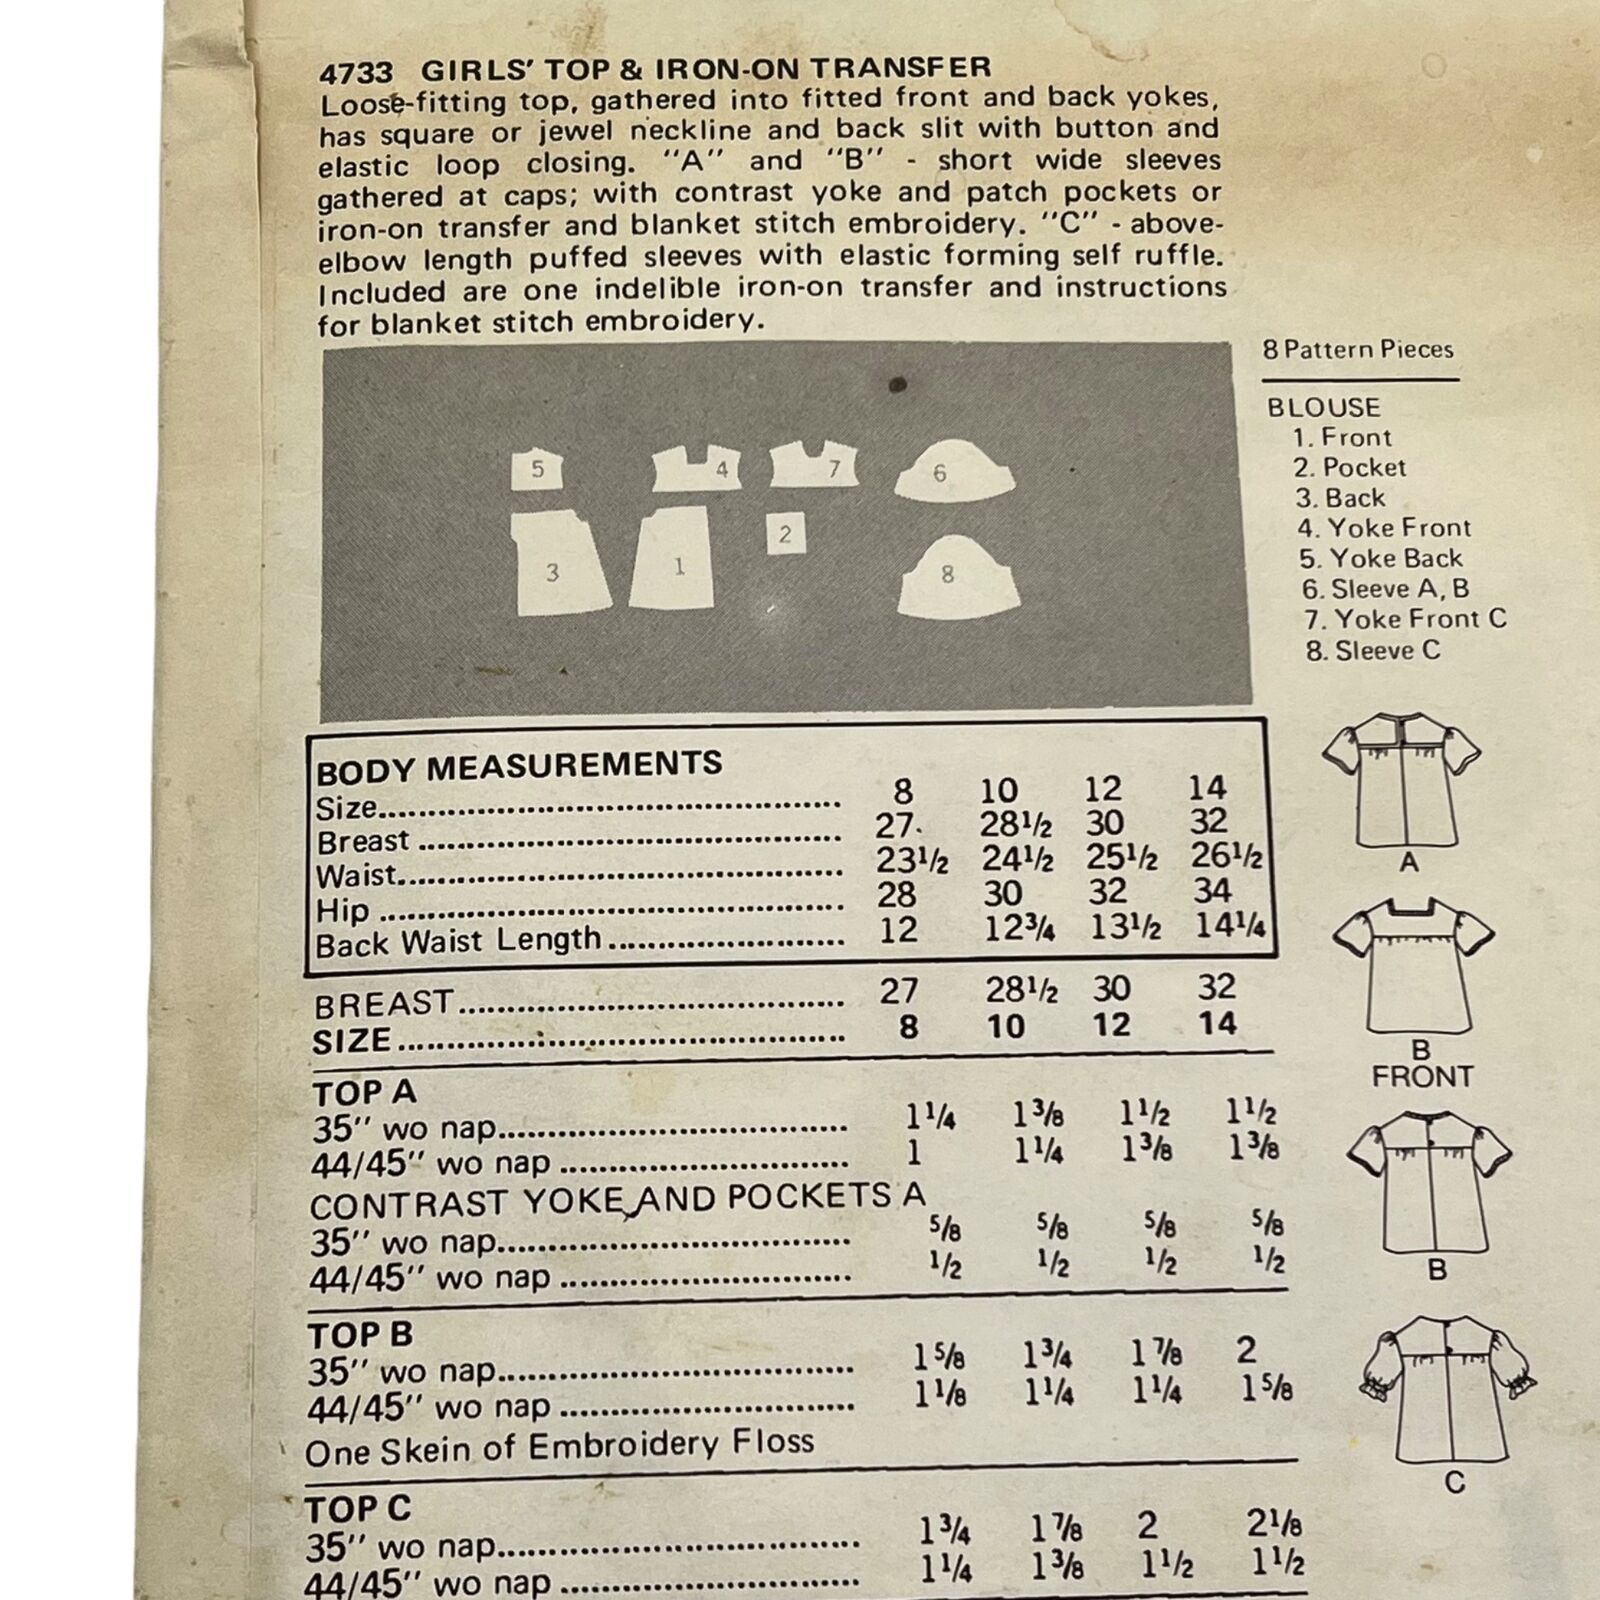 4733 GIRLS' TOP & IRON-ON TRANSFER
Loose-fitting top, gathered into fitted front and back yokes,
has square or jewel neckline and back slit with button and
elastic loop closing. "A" and "B" - short wide sleeves
gathered at caps; with contrast yoke and patch pockets or
iron-on transfer and blanket stitch embroidery. "C" - above-
elbow length puffed sleeves with elastic forming self ruffle.
Included are one indelible iron-on transfer and instructions
for blanket stitch embroidery.
5 4 7 6
3 1 2 8
8 Pattern Pieces
BLOUSE
1. Front
2. Pocket
3. Back
4. Yoke Front
5. Yoke Back
6. Sleeve A, B
7. Yoke Front C
8. Sleeve C
BODY MEASUREMENTS
Size........ 8 10 12 14
Breast ........ 27 28½ 30 32
Waist........ 23½ 24½ 25½ 26½
Hip ........ 28 30 32 34
Back Waist Length ........ 12 12¾ 13½ 14¼
BREAST........ 27 28½ 30 32
SIZE ........ 8 10 12 14
TOP A
35" wo nap........ 1¼ 1⅜ 1½ 1½
44/45" wo nap ........ 1 1¼ 1⅜ 1⅜
CONTRAST YOKE AND POCKETS A
35" wo nap........ ⅝ ⅝ ⅝ ⅝
44/45" wo nap ........ ½ ½ ½ ½
TOP B
35" wo nap........ 1⅝ 1¾ 1⅞ 2
44/45" wo nap ........ 1⅛ 1¼ 1¼ 1⅝
One Skein of Embroidery Floss
TOP C
35" wo nap........ 1¾ 1⅞ 2 2⅛
44/45" wo nap ........ 1¼ 1⅜ 1½ 1½
A
B
FRONT
B
C